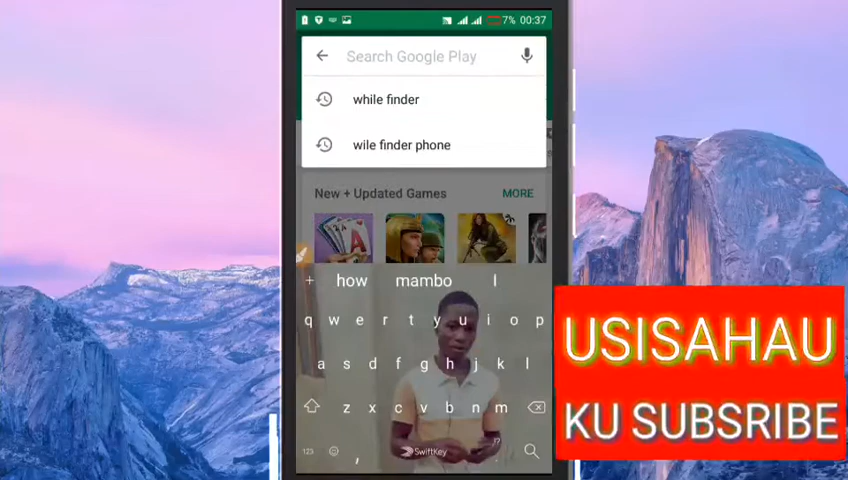 7% 00:37
Search Google Play
while finder
wile finder phone
New + Updated Games MORE
A
+ how mambo I
q w e r t y u i o p
a s d f g h j k l
z x c v b n m
123 , SwiftKey !?
USISAHAU
KU SUBSRIBE